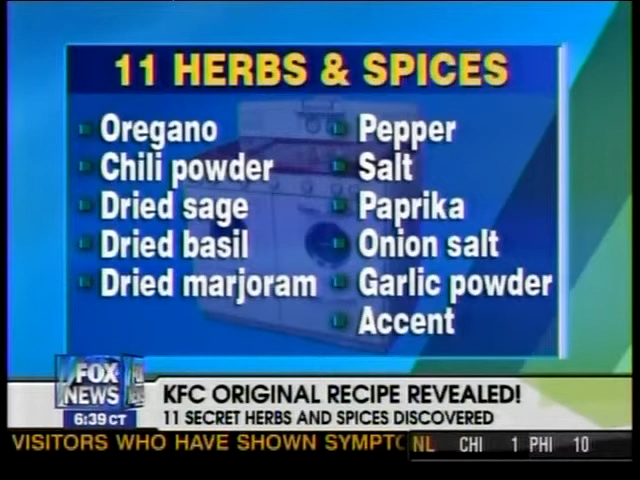 11 HERBS & SPICES
Oregano
Chili powder
Dried sage
Dried basil
Dried marjoram
Pepper
Salt
Paprika
Onion salt
Garlic powder
Accent
FOX
NEWS
6:39 CT
KFC ORIGINAL RECIPE REVEALED!
11 SECRET HERBS AND SPICES DISCOVERED
VISITORS WHO HAVE SHOWN
NL CHI 1 PHI 10